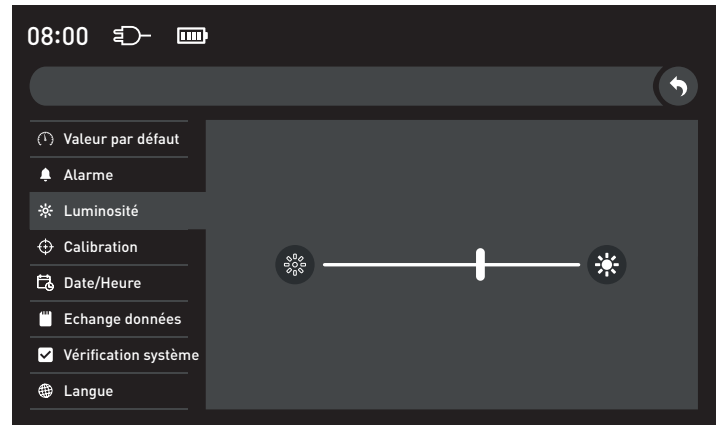 08:00
Valeur par défaut
Alarme
Luminosité
Calibration
Date/Heure
Echange données
Vérification système
Langue